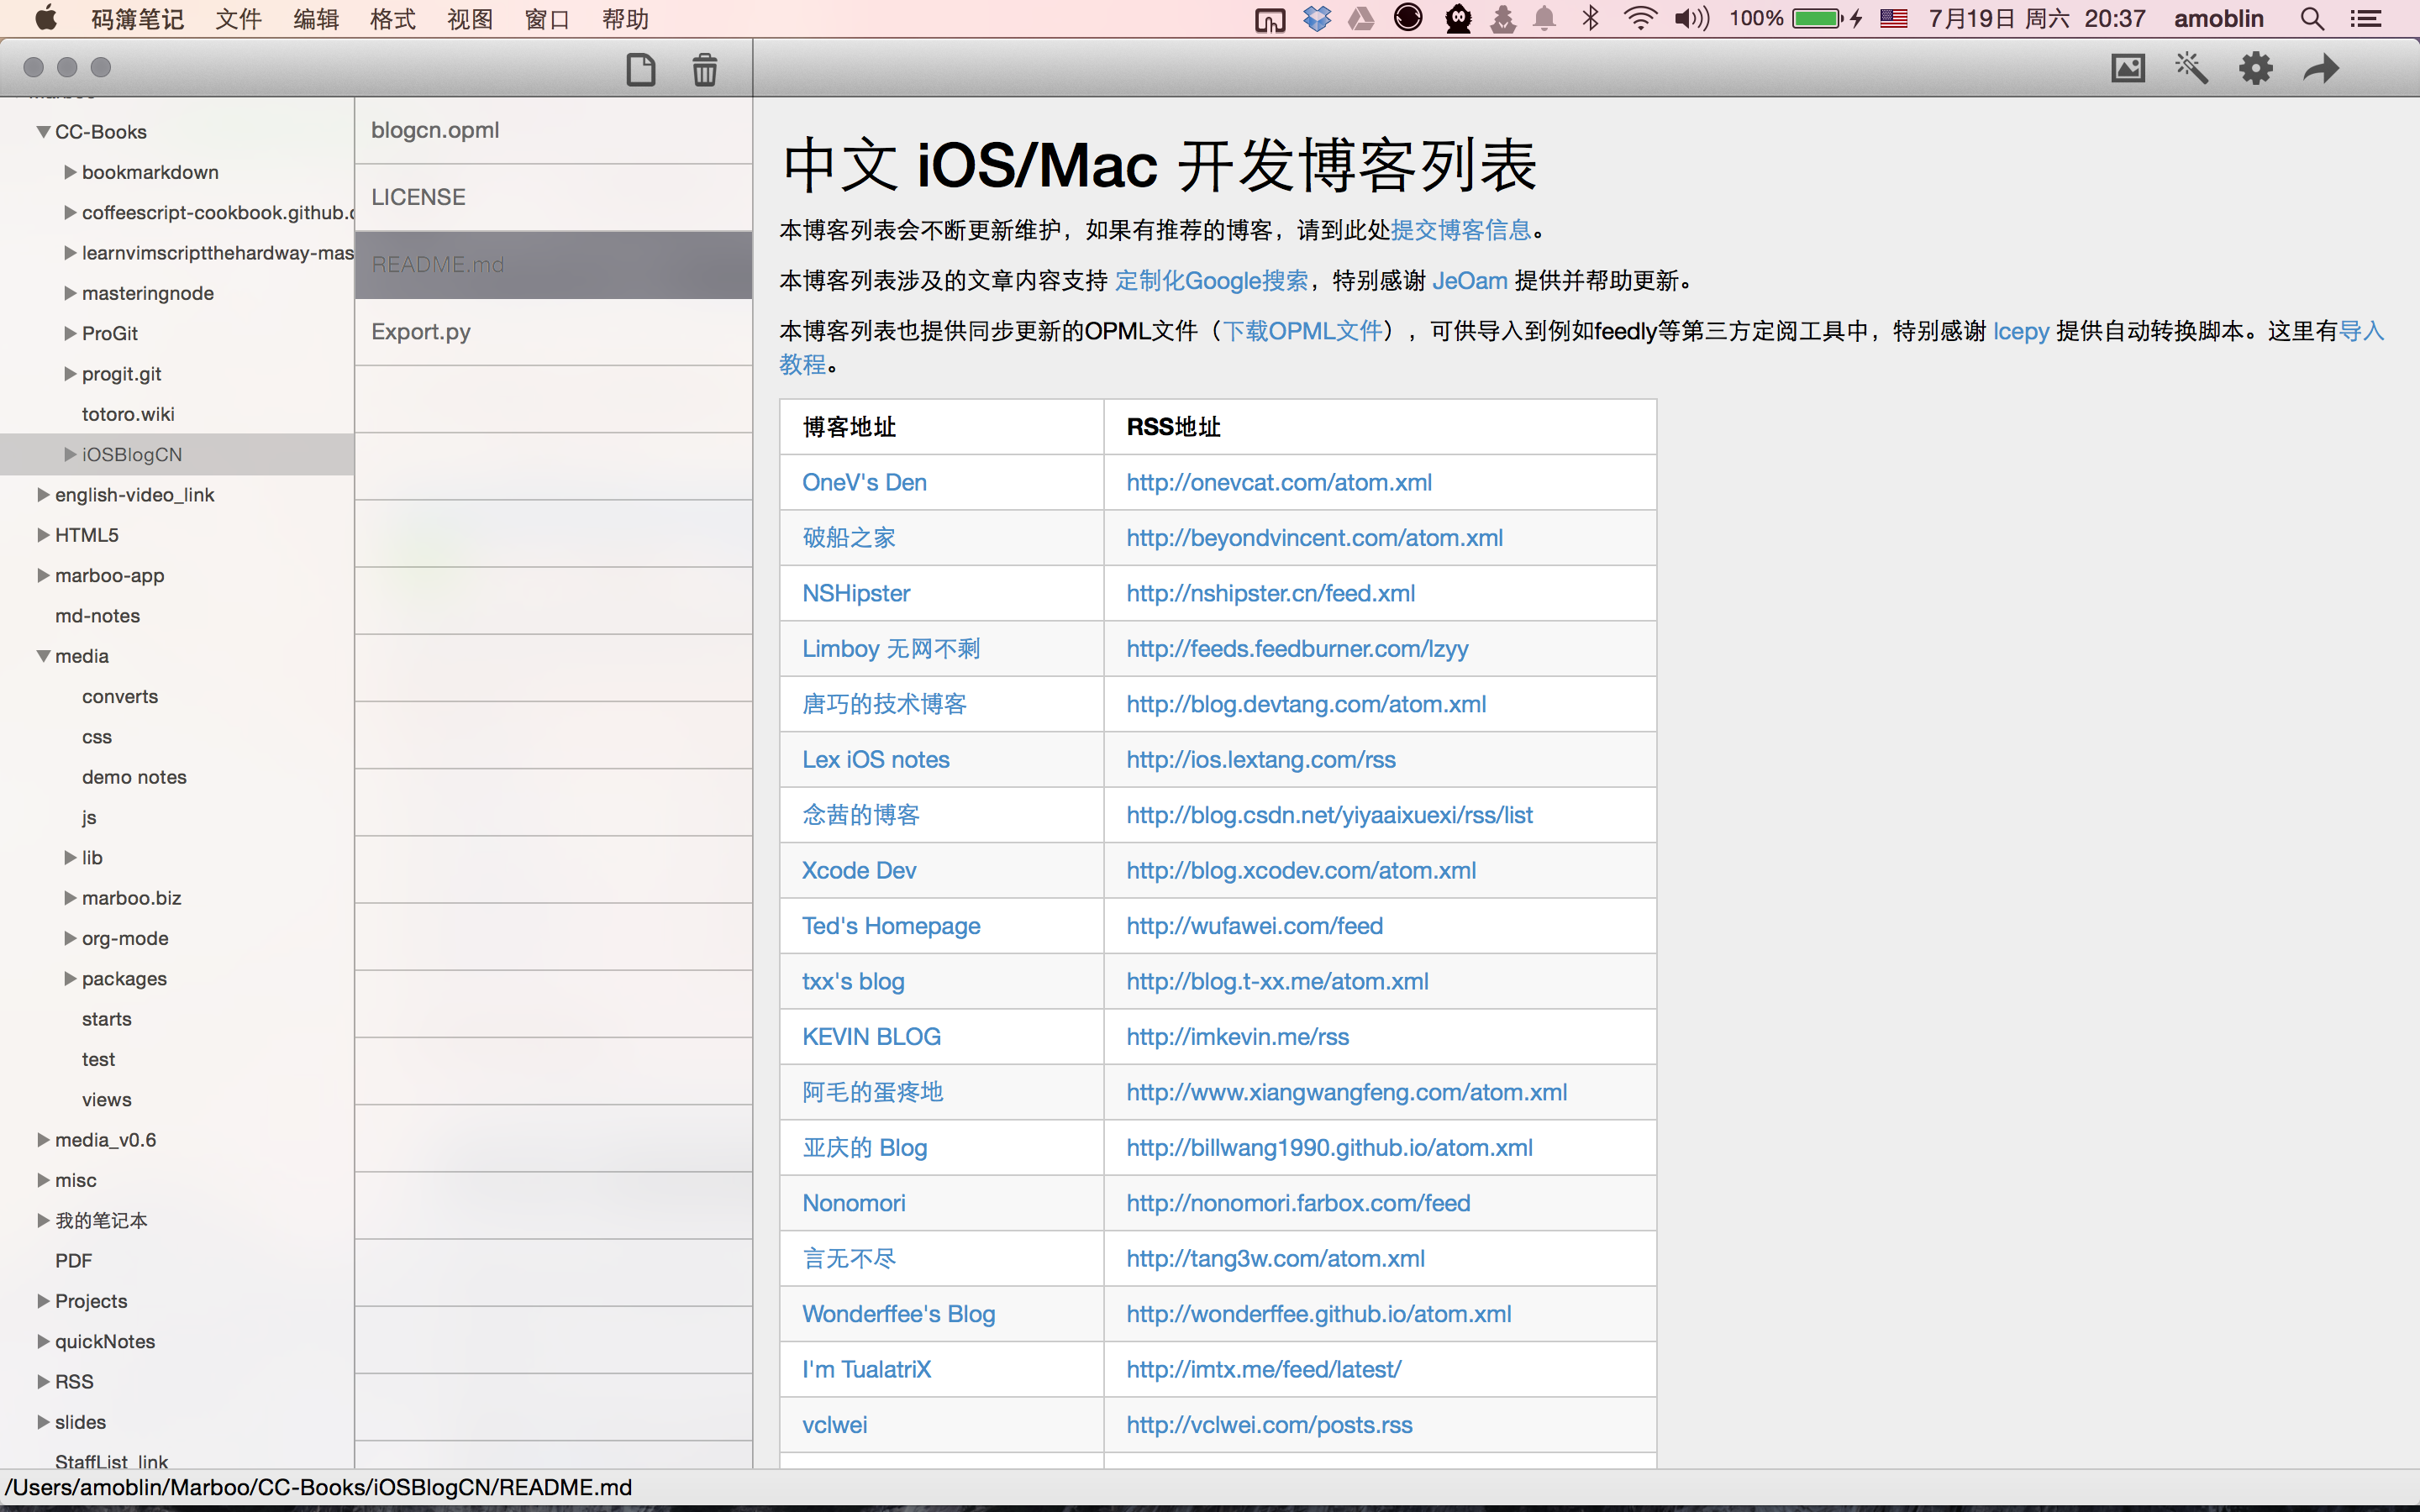 码薄笔记 文件 编辑 格式 视图 窗口 帮助 100% 7月19日 周六 20:37 amoblin
CC-Books
bookmarkdown
coffeescript-cookbook.github.c
learnvimscriptthehardway-mas
masteringnode
ProGit
progit.git
totoro.wiki
iOSBlogCN
english-video_link
HTML5
marboo-app
md-notes
media
converts
css
demo notes
js
lib
marboo.biz
org-mode
packages
starts
test
views
media_v0.6
misc
我的笔记本
PDF
Projects
quickNotes
RSS
slides
StaffList_link
blogcn.opml
LICENSE
README.md
Export.py
中文 iOS/Mac 开发博客列表
本博客列表会不断更新维护，如果有推荐的博客，请到此处提交博客信息。
本博客列表涉及的文章内容支持 定制化Google搜索，特别感谢 JeOam 提供并帮助更新。
本博客列表也提供同步更新的OPML文件（下载OPML文件），可供导入到例如feedly等第三方定阅工具中，特别感谢 lcepy 提供自动转换脚本。这里有导入
教程。
博客地址 RSS地址
OneV's Den http://onevcat.com/atom.xml
破船之家 http://beyondvincent.com/atom.xml
NSHipster http://nshipster.cn/feed.xml
Limboy 无网不剩 http://feeds.feedburner.com/lzyy
唐巧的技术博客 http://blog.devtang.com/atom.xml
Lex iOS notes http://ios.lextang.com/rss
念茜的博客 http://blog.csdn.net/yiyaaixuexi/rss/list
Xcode Dev http://blog.xcodev.com/atom.xml
Ted's Homepage http://wufawei.com/feed
txx's blog http://blog.t-xx.me/atom.xml
KEVIN BLOG http://imkevin.me/rss
阿毛的蛋疼地 http://www.xiangwangfeng.com/atom.xml
亚庆的 Blog http://billwang1990.github.io/atom.xml
Nonomori http://nonomori.farbox.com/feed
言无不尽 http://tang3w.com/atom.xml
Wonderffee's Blog http://wonderffee.github.io/atom.xml
I'm TualatriX http://imtx.me/feed/latest/
vclwei http://vclwei.com/posts.rss
/Users/amoblin/Marboo/CC-Books/iOSBlogCN/README.md